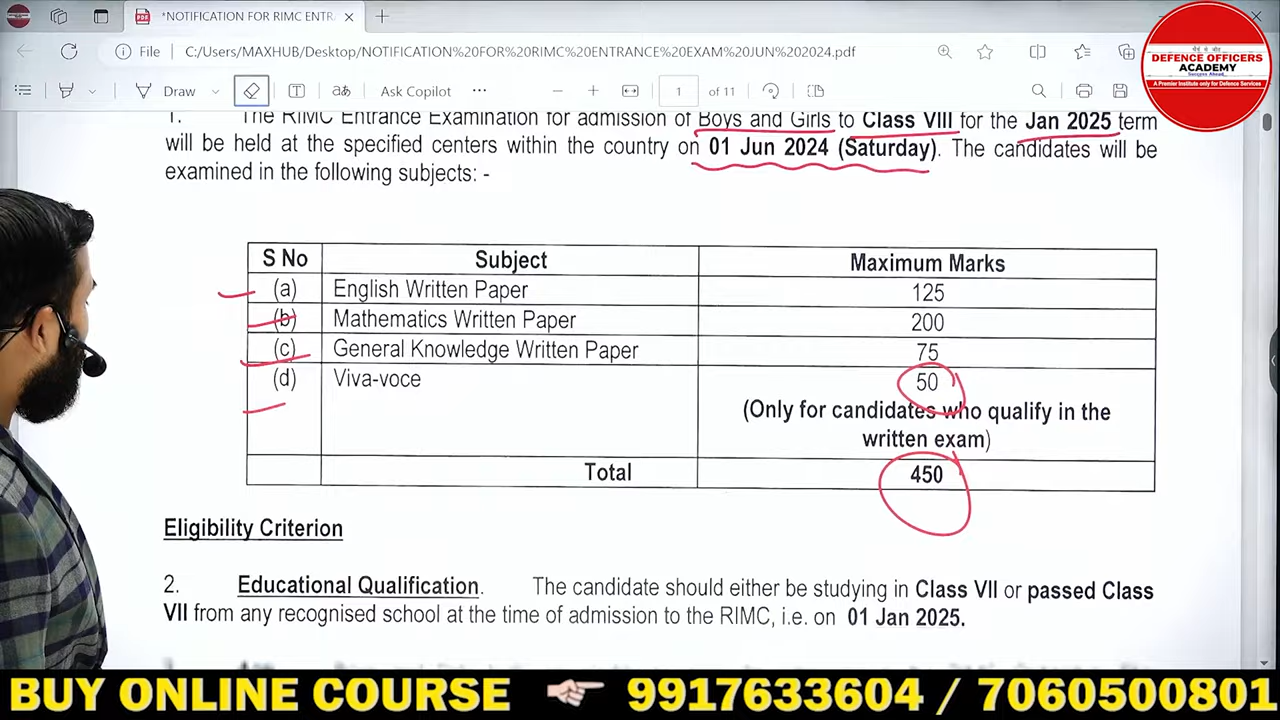 *NOTIFICATION FOR RIMC ENTR
File
C:/Users/MAXHUB/Desktop/NOTIFICATION%20FOR%20RIMC%20ENTRANCE%20EXAM%20JUN%202024.pdf
Draw
Ask Copilot
1
DEFENCE OFFICERS
ACADEMY
Success Ahead...
A Premier Institute only for Defence Services
1. The RIMC Entrance Examination for admission of Boys and Girls to Class VIII for the Jan 2025 term
will be held at the specified centers within the country on 01 Jun 2024 (Saturday). The candidates will be
examined in the following subjects: -
S No Subject Maximum Marks
(a) English Written Paper 125
(b) Mathematics Written Paper 200
(c) General Knowledge Written Paper 75
(d) Viva-voce 50
(Only for candidates who qualify in the
written exam)
Total 450
Eligibility Criterion
2. Educational Qualification. The candidate should either be studying in Class VII or passed Class
VII from any recognised school at the time of admission to the RIMC, i.e. on 01 Jan 2025.
BUY ONLINE COURSE 9917633604 / 7060500801